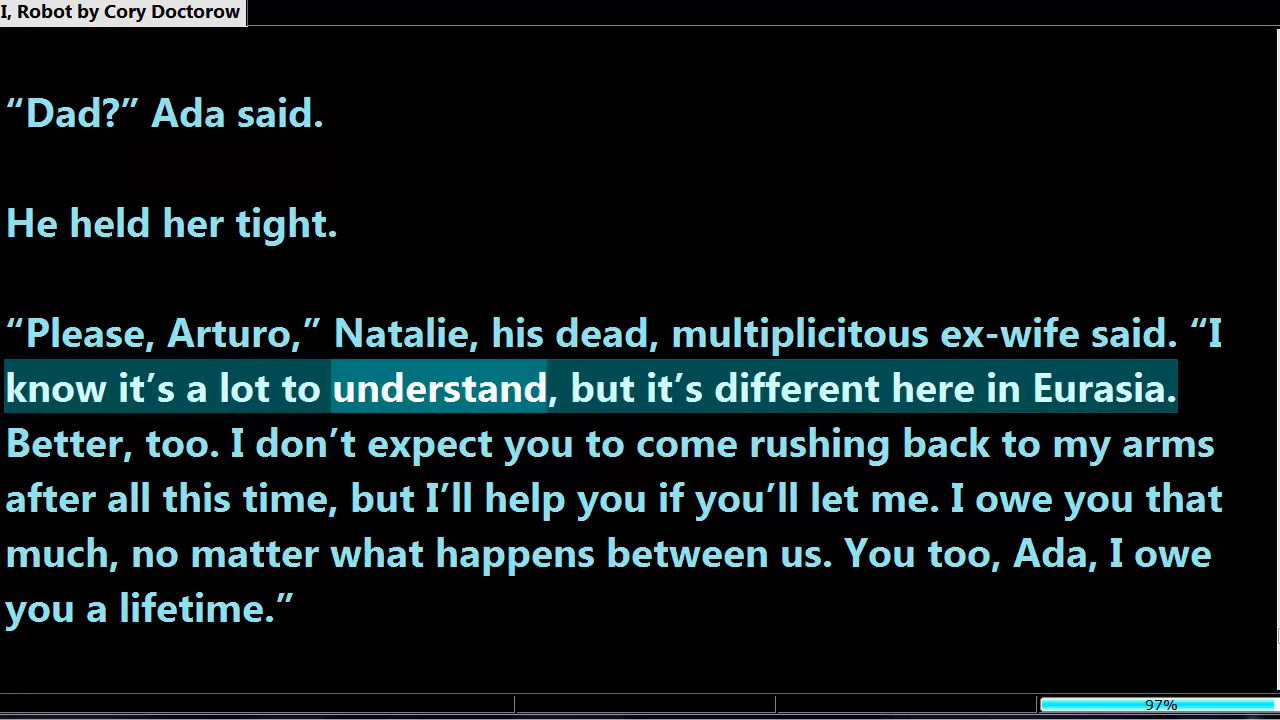 I, Robot by Cory Doctorow
“Dad?” Ada said.
He held her tight.
“Please, Arturo,” Natalie, his dead, multiplicitous ex-wife said. “I
know it’s a lot to understand, but it’s different here in Eurasia.
Better, too. I don’t expect you to come rushing back to my arms
after all this time, but I’ll help you if you’ll let me. I owe you that
much, no matter what happens between us. You too, Ada, I owe
you a lifetime.”
97%